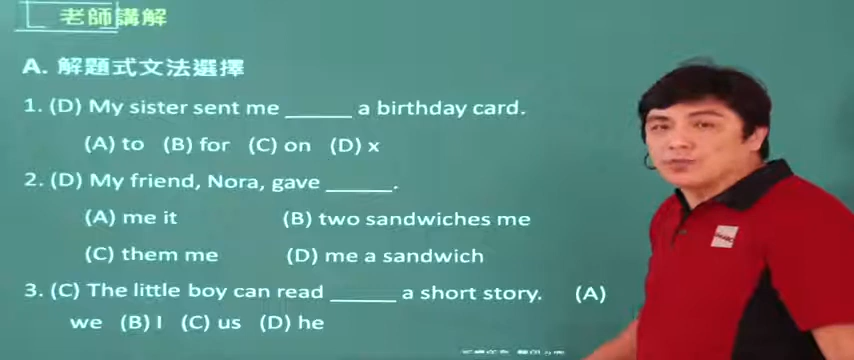 老師講解
A. 解題式文法選擇
1. (D) My sister sent me ______ a birthday card.
(A) to (B) for (C) on (D) x
2. (D) My friend, Nora, gave ______.
(A) me it (B) two sandwiches me
(C) them me (D) me a sandwich
3. (C) The little boy can read ______ a short story. (A)
we (B) I (C) us (D) he